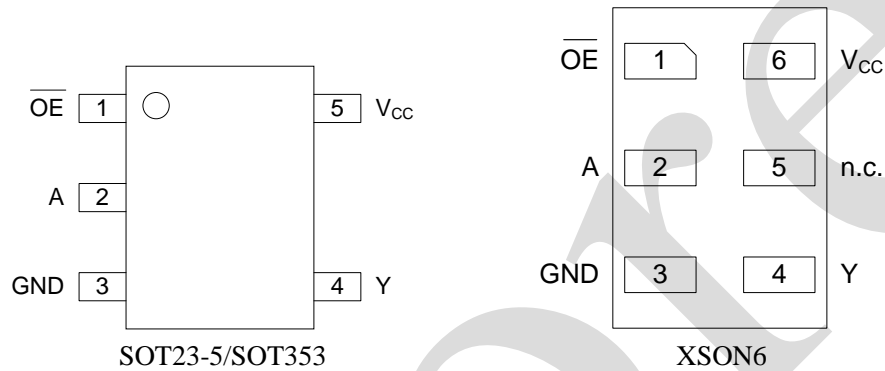 OE 1 5 VCC
A 2
GND 3 4 Y
SOT23-5/SOT353
OE 1 6 VCC
A 2 5 n.c.
GND 3 4 Y
XSON6